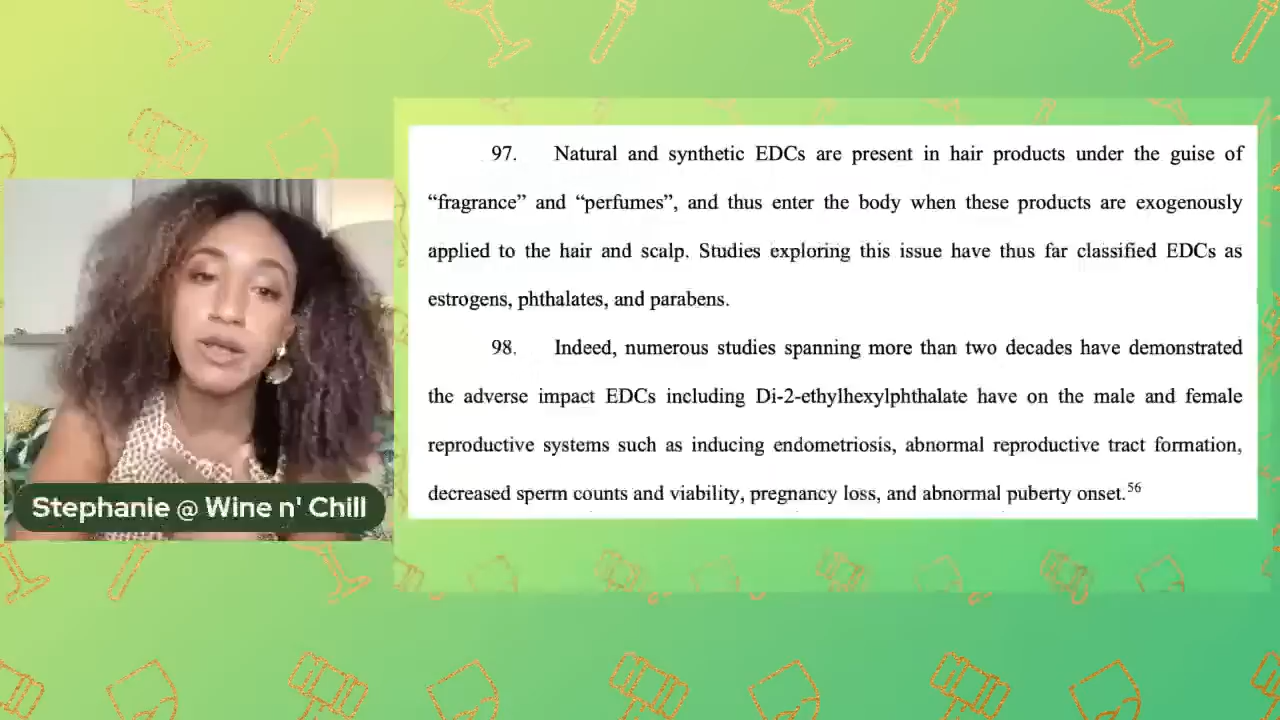 97. Natural and synthetic EDCs are present in hair products under the guise of
“fragrance” and “perfumes”, and thus enter the body when these products are exogenously
applied to the hair and scalp. Studies exploring this issue have thus far classified EDCs as
estrogens, phthalates, and parabens.
98. Indeed, numerous studies spanning more than two decades have demonstrated
the adverse impact EDCs including Di-2-ethylhexylphthalate have on the male and female
reproductive systems such as inducing endometriosis, abnormal reproductive tract formation,
decreased sperm counts and viability, pregnancy loss, and abnormal puberty onset.56
Stephanie @ Wine n' Chill